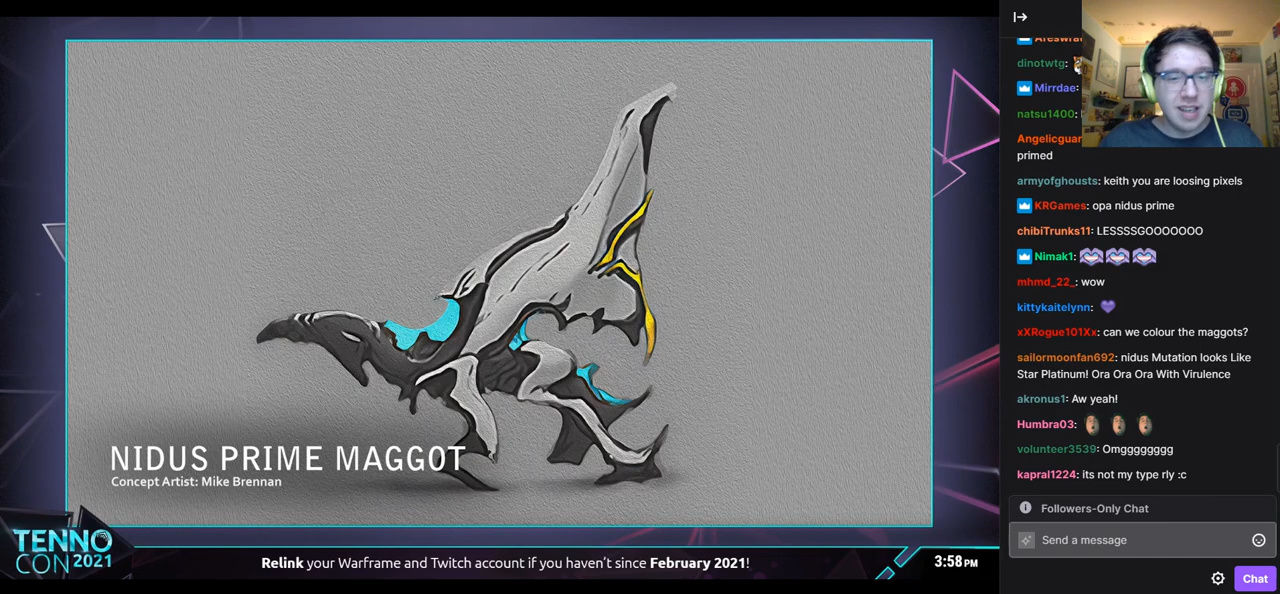 NIDUS PRIME MAGGOT
Concept Artist: Mike Brennan
TENNO
CON 2021
Relink your Warframe and Twitch account if you haven't since February 2021!
3:58 PM
dinotwtg:
Mirrdae:
natsu1400:
primed
armyofghousts: keith you are loosing pixels
KRGames: opa nidus prime
chibiTrunks11: LESSSSGOOOOOOO
Nimak1:
mhmd_22_: wow
kittykaitelynn:
xXRogue101Xx: can we colour the maggots?
sailormoonfan692: nidus Mutation looks Like
Star Platinum! Ora Ora Ora With Virulence
akronus1: Aw yeah!
Humbra03:
volunteer3539: Omgggggggg
kapral1224: its not my type rly :c
Followers-Only Chat
Send a message
Chat